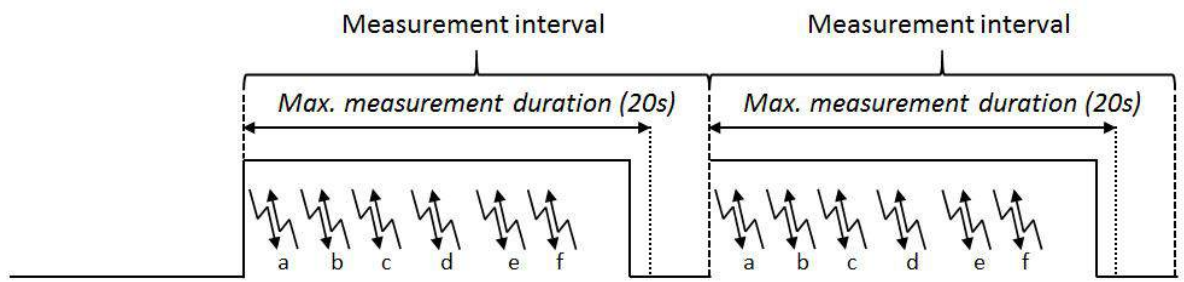 Measurement interval Measurement interval
Max. measurement duration (20s) Max. measurement duration (20s)
a b c d e f a b c d e f